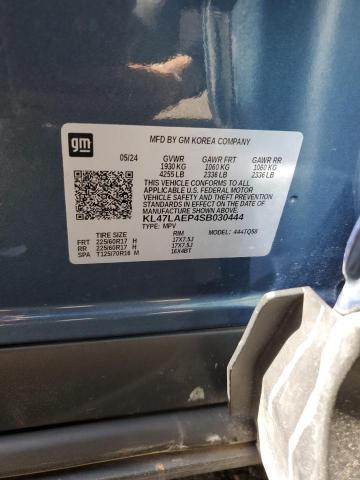 gm
MFD BY GM KOREA COMPANY
05/24 GVWR GAWR FRT GAWR RR
1930 KG 1060 KG 1060 KG
4255 LB 2336 LB 2336 LB
THIS VEHICLE CONFORMS TO ALL
APPLICABLE U.S. FEDERAL MOTOR
VEHICLE SAFETY AND THEFT
PREVENTION STANDARDS IN EFFECT
ON THE DATE OF MANUFACTURE
SHOWN ABOVE.
KL47LAEP4SB030444
TYPE: MPV MODEL: 4447Q58
TIRE SIZE RIM
FRT 225/60R17 H 17X7.5J
RR 225/60R17 H 17X7.5J
SPA T125/70R16 M 16X4BT